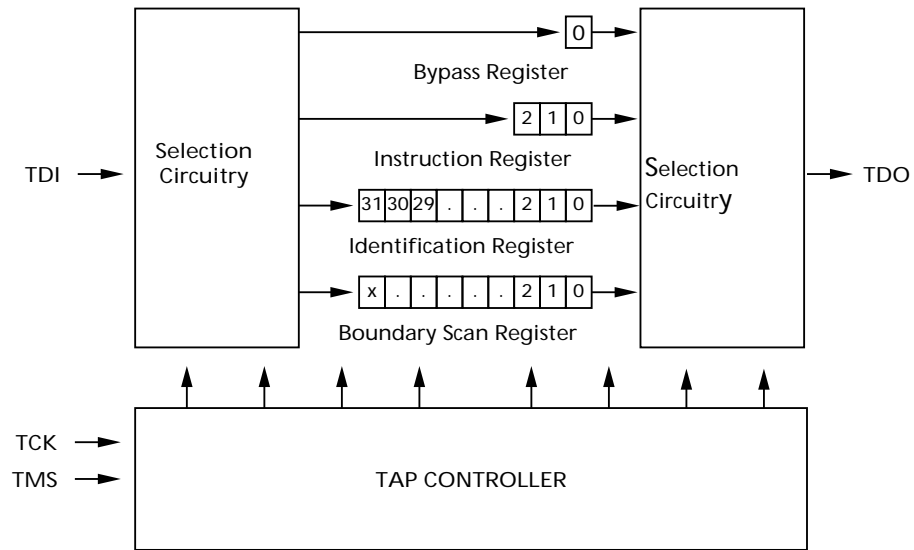 0
Bypass Register
2 1 0
Instruction Register
TDI
Selection
Circuitry
Selection
Circuitry
TDO
31 30 29 . . . 2 1 0
Identification Register
x . . . . . 2 1 0
Boundary Scan Register
TCK
TMS
TAP CONTROLLER